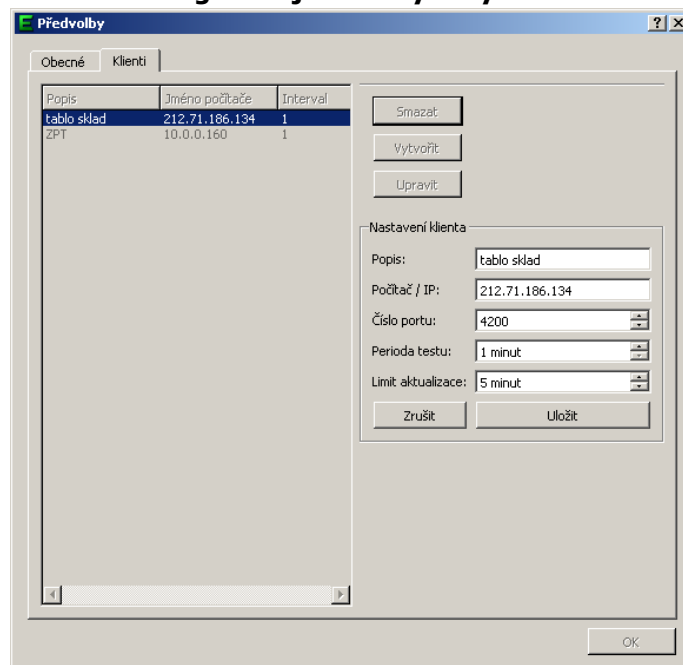 Předvolby
Obecné Klienti
Popis Jméno počítače Interval
tablo sklad 212.71.186.134 1
ZPT 10.0.0.160 1
Smazat
Vytvořit
Upravit
Nastavení klienta
Popis: tablo sklad
Počítač / IP: 212.71.186.134
Číslo portu: 4200
Perioda testu: 1 minut
Limit aktualizace: 5 minut
Zrušit Uložit
OK